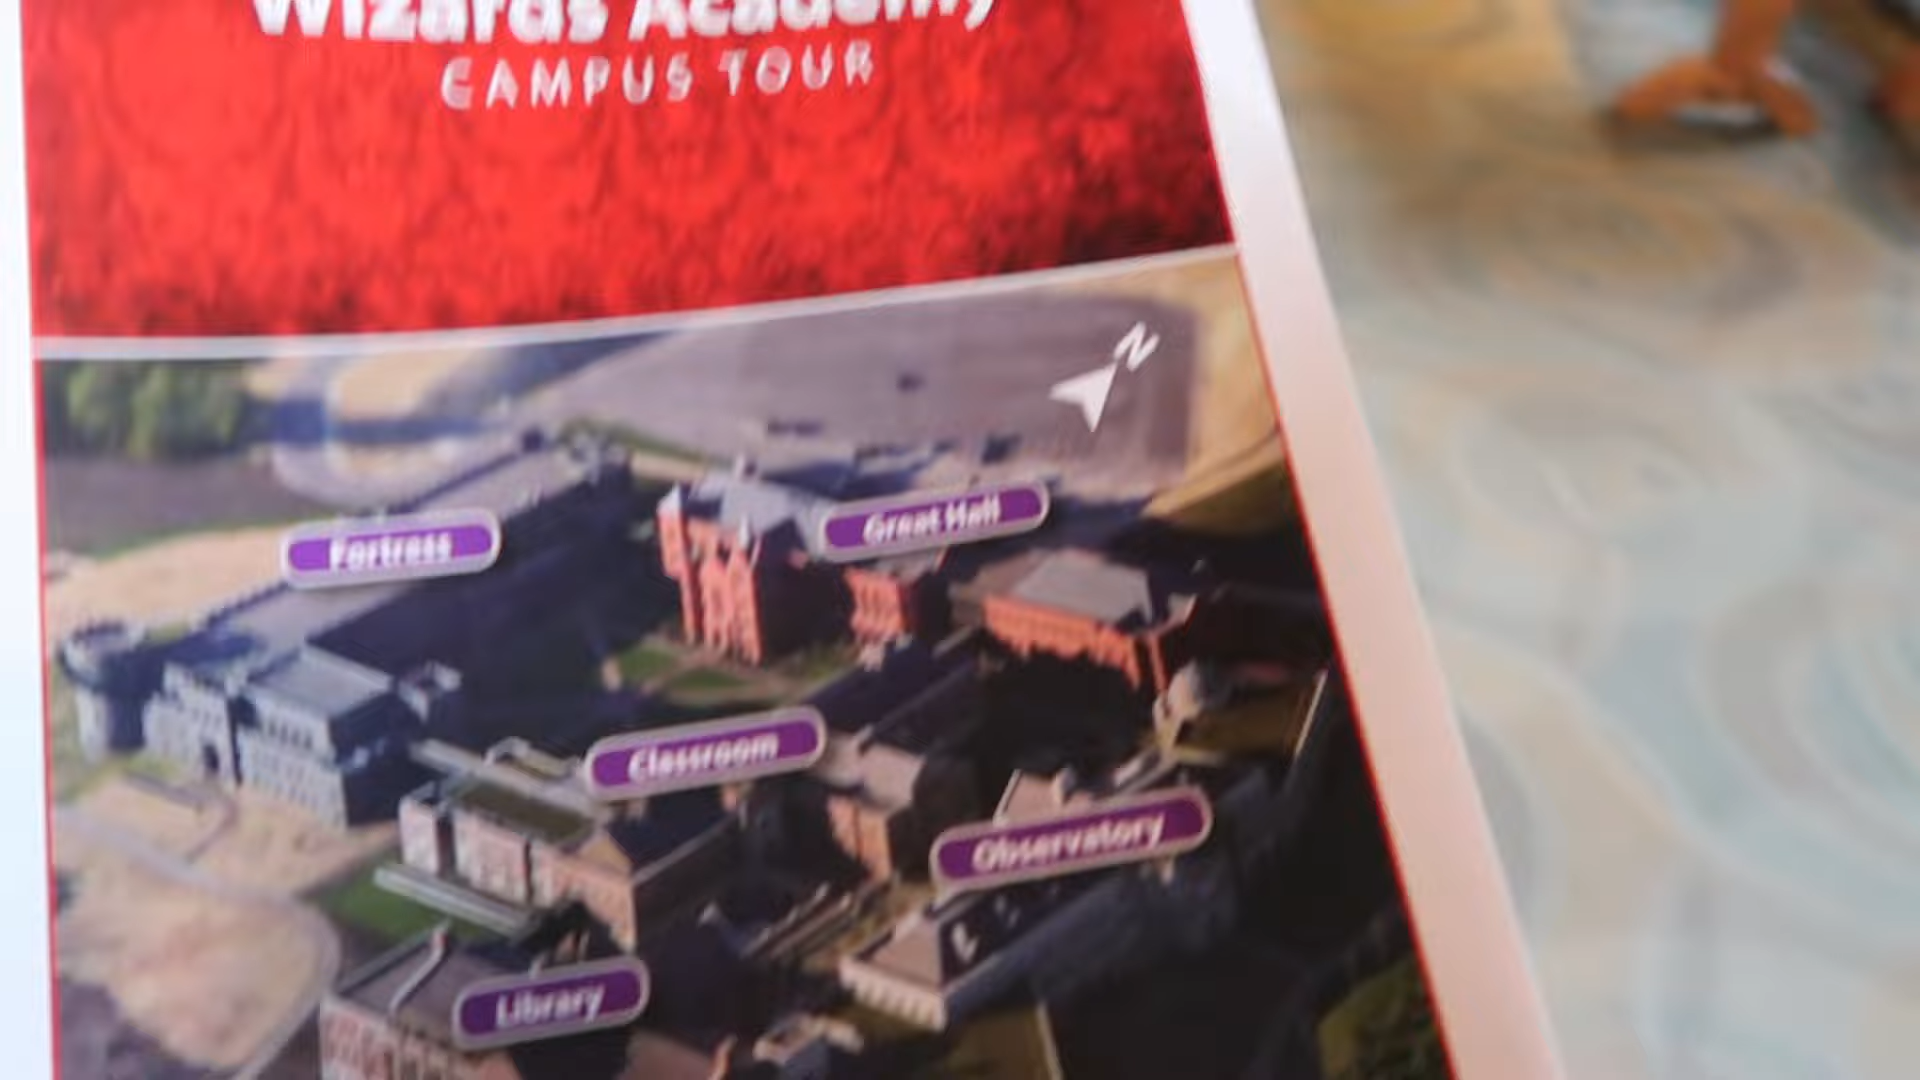 Wizards Academy
CAMPUS TOUR
N
Fortress
Great Hall
Classroom
Observatory
Library